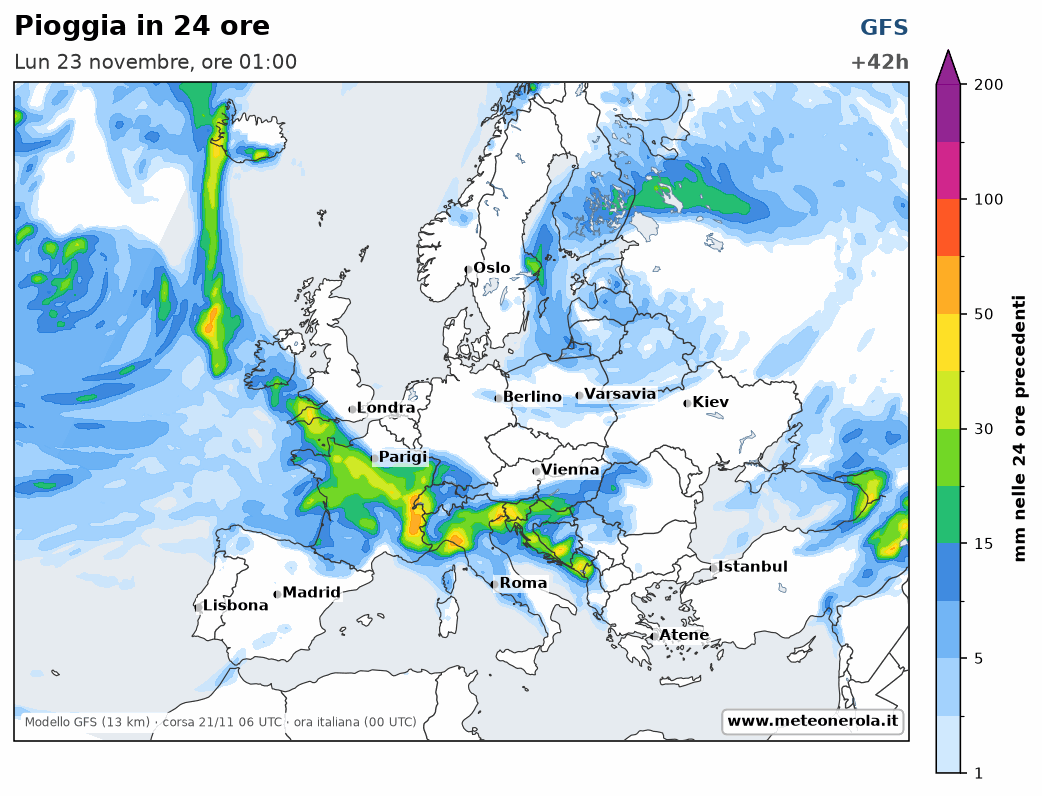 Pioggia in 24 ore
GFS
Lun 23 novembre, ore 01:00
+42h
200
100
50
30
15
5
1
mm nelle 24 ore precedenti
Oslo
Berlino
Varsavia
Kiev
Londra
Parigi
Vienna
Istanbul
Roma
Madrid
Lisbona
Atene
Modello GFS (13 km) · corsa 21/11 06 UTC · ora italiana (00 UTC)
www.meteonerola.it